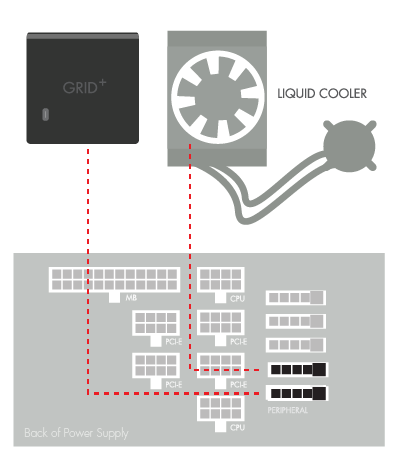 GRID+
LIQUID COOLER
MB
CPU
PCI-E
PCI-E
PCI-E
PCI-E
CPU
PERIPHERAL
Back of Power Supply